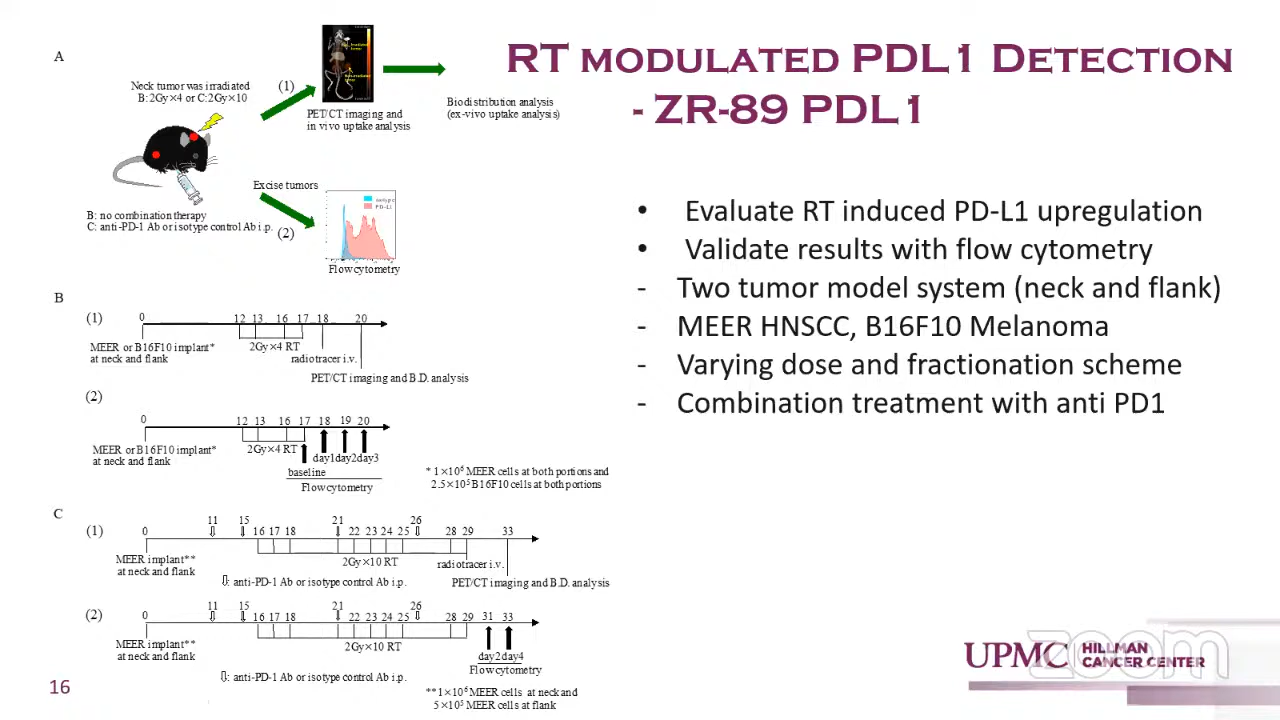 RT MODULATED PDL1 DETECTION
- ZR-89 PDL1
• Evaluate RT induced PD-L1 upregulation
• Validate results with flow cytometry
- Two tumor model system (neck and flank)
- MEER HNSCC, B16F10 Melanoma
- Varying dose and fractionation scheme
- Combination treatment with anti PD1
A
Neck tumor was irradiated
B: 2Gy×4 or C: 2Gy×10
(1)
PET/CT imaging and
in vivo uptake analysis
Biodistribution analysis
(ex-vivo uptake analysis)
B: no combination therapy
C: anti-PD-1 Ab or isotype control Ab i.p.
Excise tumors
(2)
PD-L1
Flow cytometry
B
(1)
0 12 13 16 17 18 20
MEER or B16F10 implant*
at neck and flank
2Gy×4 RT
radiotracer i.v.
PET/CT imaging and B.D. analysis
(2)
0 12 13 16 17 18 19 20
MEER or B16F10 implant*
at neck and flank
2Gy×4 RT
day1 day2 day3
baseline
Flow cytometry
* 1×10⁶ MEER cells at both portions and
2.5×10⁵ B16F10 cells at both portions
C
(1)
11 15 21 26
0 16 17 18 22 23 24 25 28 29 33
MEER implant**
at neck and flank
2Gy×10 RT
radiotracer i.v.
⇩: anti-PD-1 Ab or isotype control Ab i.p.
PET/CT imaging and B.D. analysis
(2)
11 15 21 26
0 16 17 18 22 23 24 25 28 29 31 33
MEER implant**
at neck and flank
2Gy×10 RT
day2 day4
Flow cytometry
⇩: anti-PD-1 Ab or isotype control Ab i.p.
**1×10⁶ MEER cells at neck and
5×10⁵ MEER cells at flank
16
UPMC HILLMAN
CANCER CENTER
zoom